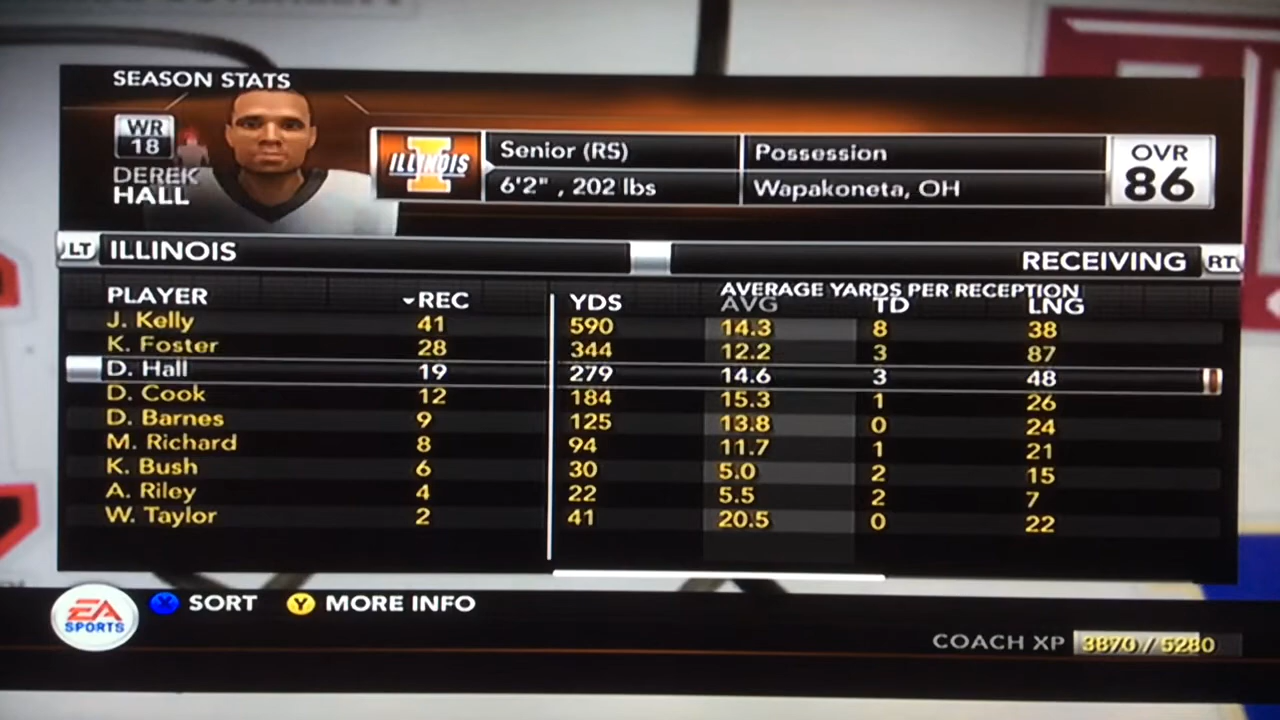 SEASON STATS
WR
18
DEREK
HALL
ILLINOIS
Senior (RS)
Possession
6'2" , 202 lbs
Wapakoneta, OH
OVR
86
LT ILLINOIS
RECEIVING RT
AVERAGE YARDS PER RECEPTION
PLAYER REC YDS AVG TD LNG
J. Kelly 41 590 14.3 8 38
K. Foster 28 344 12.2 3 87
D. Hall 19 279 14.6 3 48
D. Cook 12 184 15.3 1 26
D. Barnes 9 125 13.8 0 24
M. Richard 8 94 11.7 1 21
K. Bush 6 30 5.0 2 15
A. Riley 4 22 5.5 2 7
W. Taylor 2 41 20.5 0 22
EA
SPORTS
X SORT Y MORE INFO
COACH XP 3870 / 5280